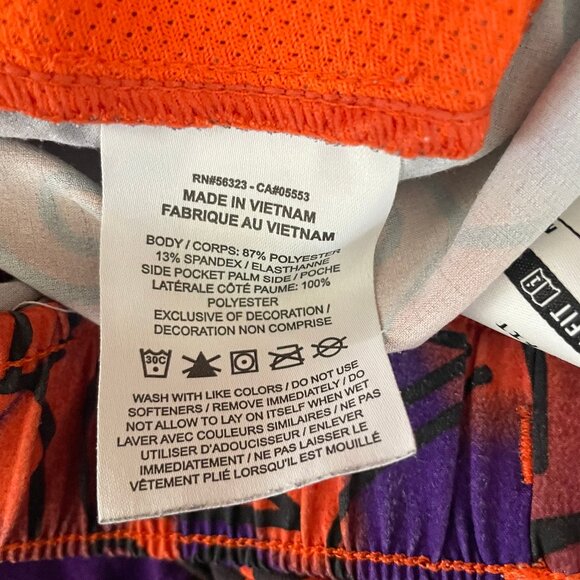 RN#56323 - CA#05553
MADE IN VIETNAM
FABRIQUE AU VIETNAM
BODY / CORPS: 87% POLYESTER
13% SPANDEX / ELASTHANNE
SIDE POCKET PALM SIDE / POCHE
LATÉRALE CÔTÉ PAUME: 100%
POLYESTER
EXCLUSIVE OF DECORATION /
DECORATION NON COMPRISE
30C
WASH WITH LIKE COLORS / DO NOT USE
SOFTENERS / REMOVE IMMEDIATELY / DO
NOT ALLOW TO LAY ON ITSELF WHEN WET
LAVER AVEC COULEURS SIMILAIRES / NE PAS
UTILISER D'ADOUCISSEUR / ENLEVER
IMMEDIATEMENT / NE PAS LAISSER LE
VÊTEMENT PLIÉ LORSQU'IL EST MOUILLÉ
FIT